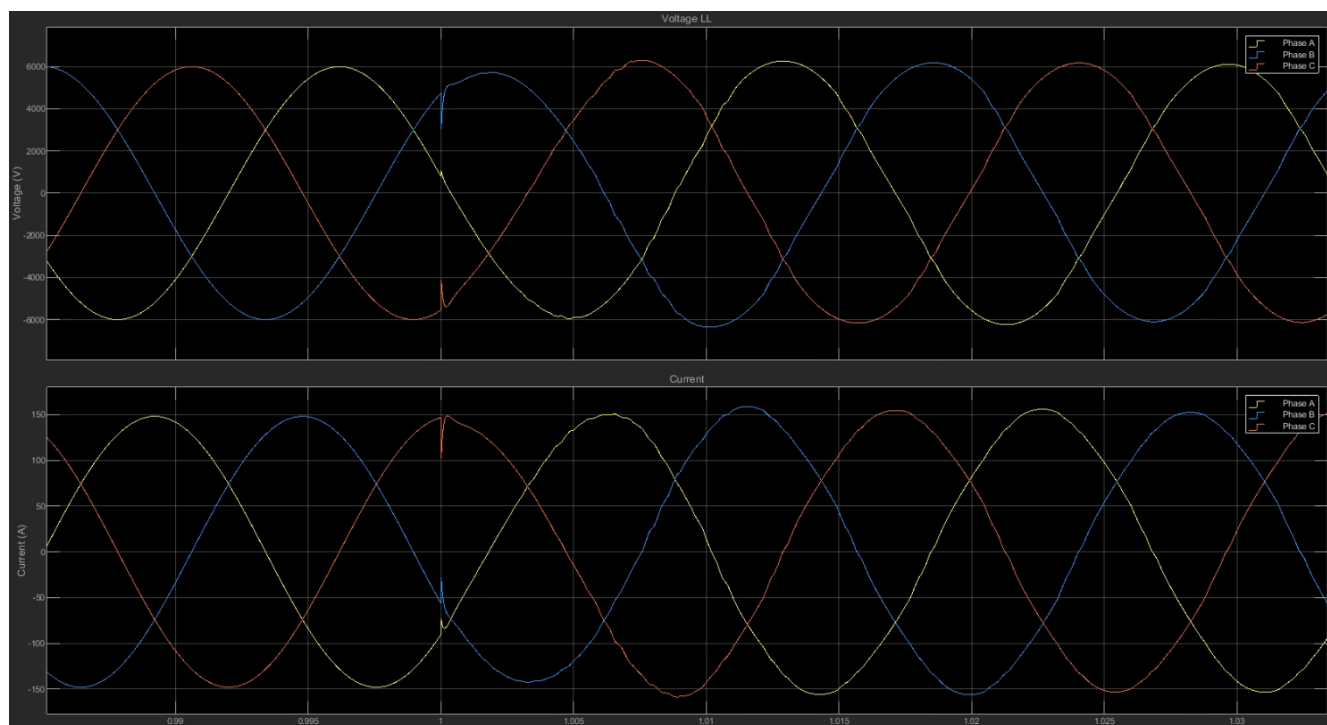 Voltage LL
Voltage (V)
6000
4000
2000
0
-2000
-4000
-6000
Phase A
Phase B
Phase C
Current
Current (A)
150
100
50
0
-50
-100
-150
Phase A
Phase B
Phase C
0.99
0.995
1
1.005
1.01
1.015
1.02
1.025
1.03